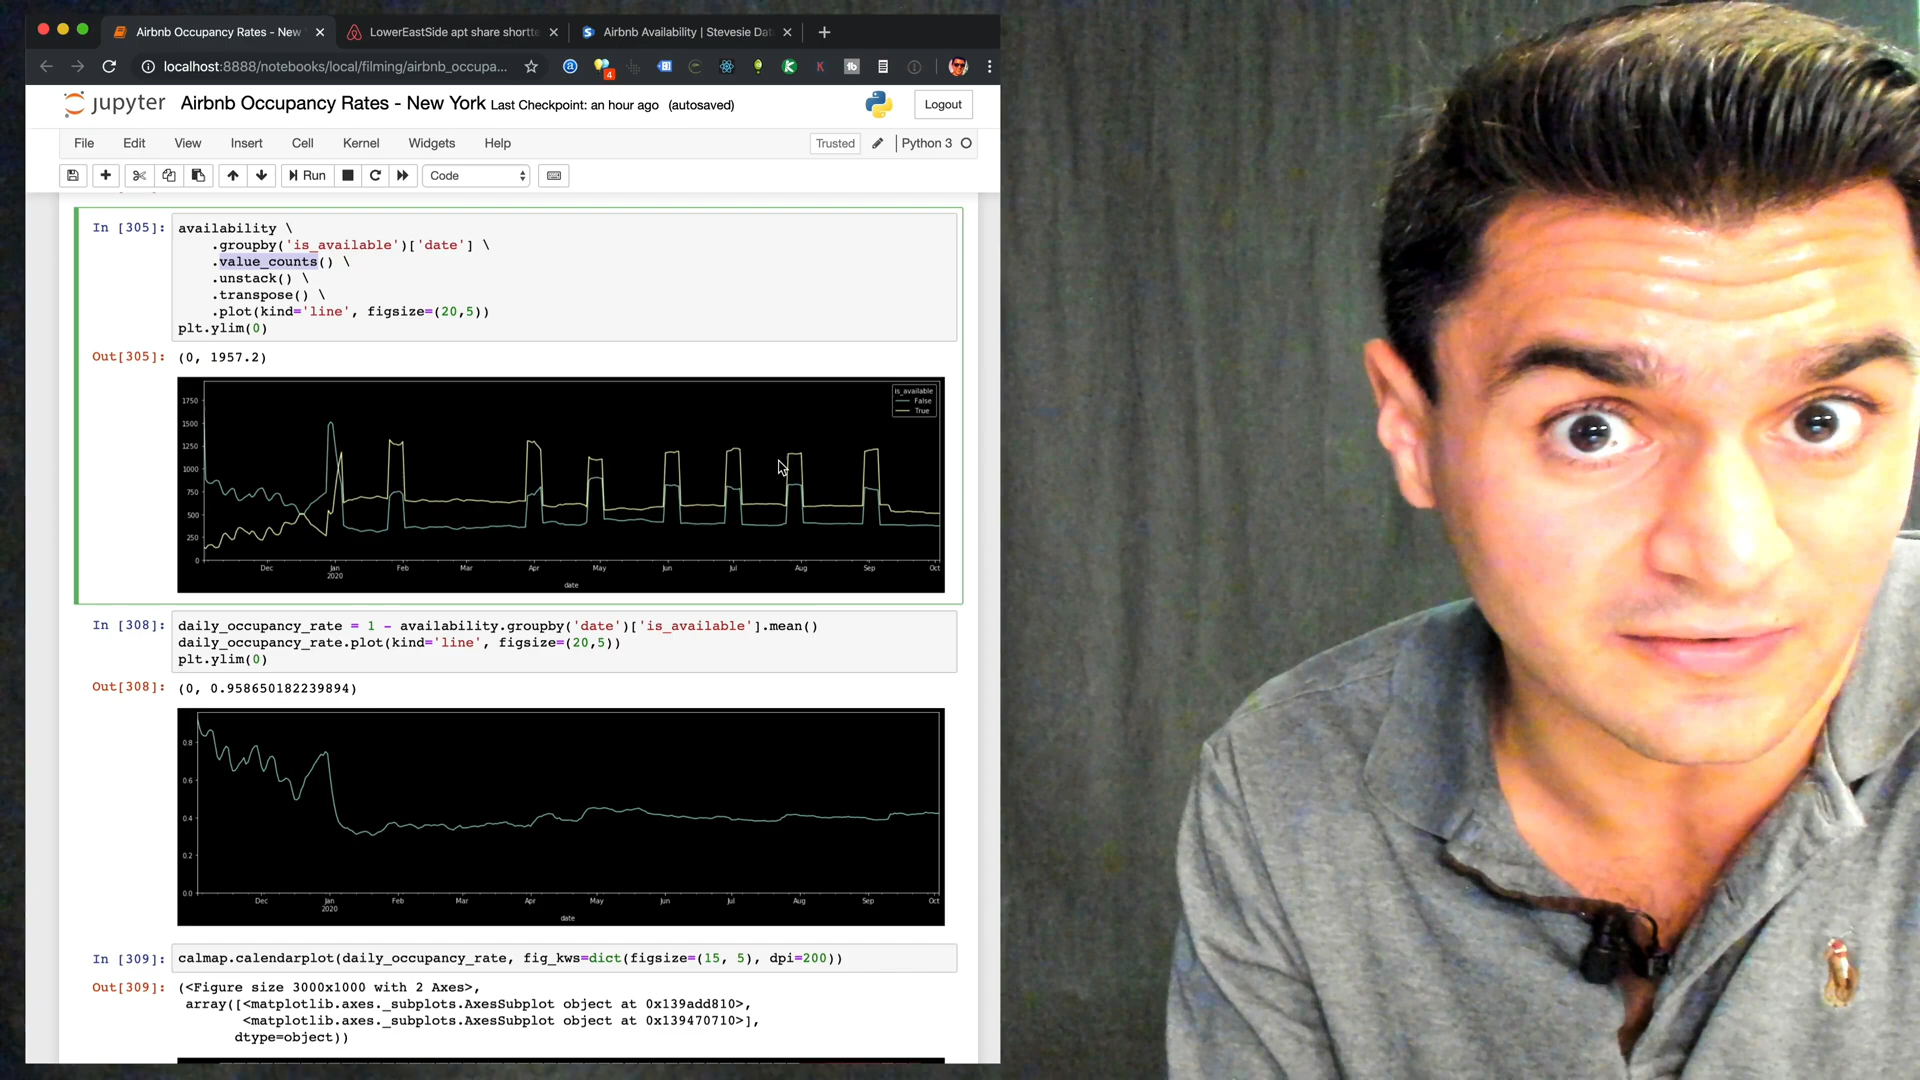 Airbnb Occupancy Rates - New
LowerEastSide apt share shortte
Airbnb Availability | Stevesie Dat
localhost:8888/notebooks/local/filming/airbnb_occupa...
4
jupyter Airbnb Occupancy Rates - New York Last Checkpoint: an hour ago (autosaved)
Logout
File Edit View Insert Cell Kernel Widgets Help
Trusted Python 3
Run Code
In [305]: availability \
.groupby('is_available')['date'] \
.value_counts() \
.unstack() \
.transpose() \
.plot(kind='line', figsize=(20,5))
plt.ylim(0)
Out[305]: (0, 1957.2)
is_available
False
True
1750
1500
1250
1000
750
500
250
0
Dec Jan Feb Mar Apr May Jun Jul Aug Sep Oct
2020
date
In [308]: daily_occupancy_rate = 1 - availability.groupby('date')['is_available'].mean()
daily_occupancy_rate.plot(kind='line', figsize=(20,5))
plt.ylim(0)
Out[308]: (0, 0.958650182239894)
0.8
0.6
0.4
0.2
0.0
Dec Jan Feb Mar Apr May Jun Jul Aug Sep Oct
2020
date
In [309]: calmap.calendarplot(daily_occupancy_rate, fig_kws=dict(figsize=(15, 5), dpi=200))
Out[309]: (<Figure size 3000x1000 with 2 Axes>,
array([<matplotlib.axes._subplots.AxesSubplot object at 0x139add810>,
<matplotlib.axes._subplots.AxesSubplot object at 0x139470710>],
dtype=object))